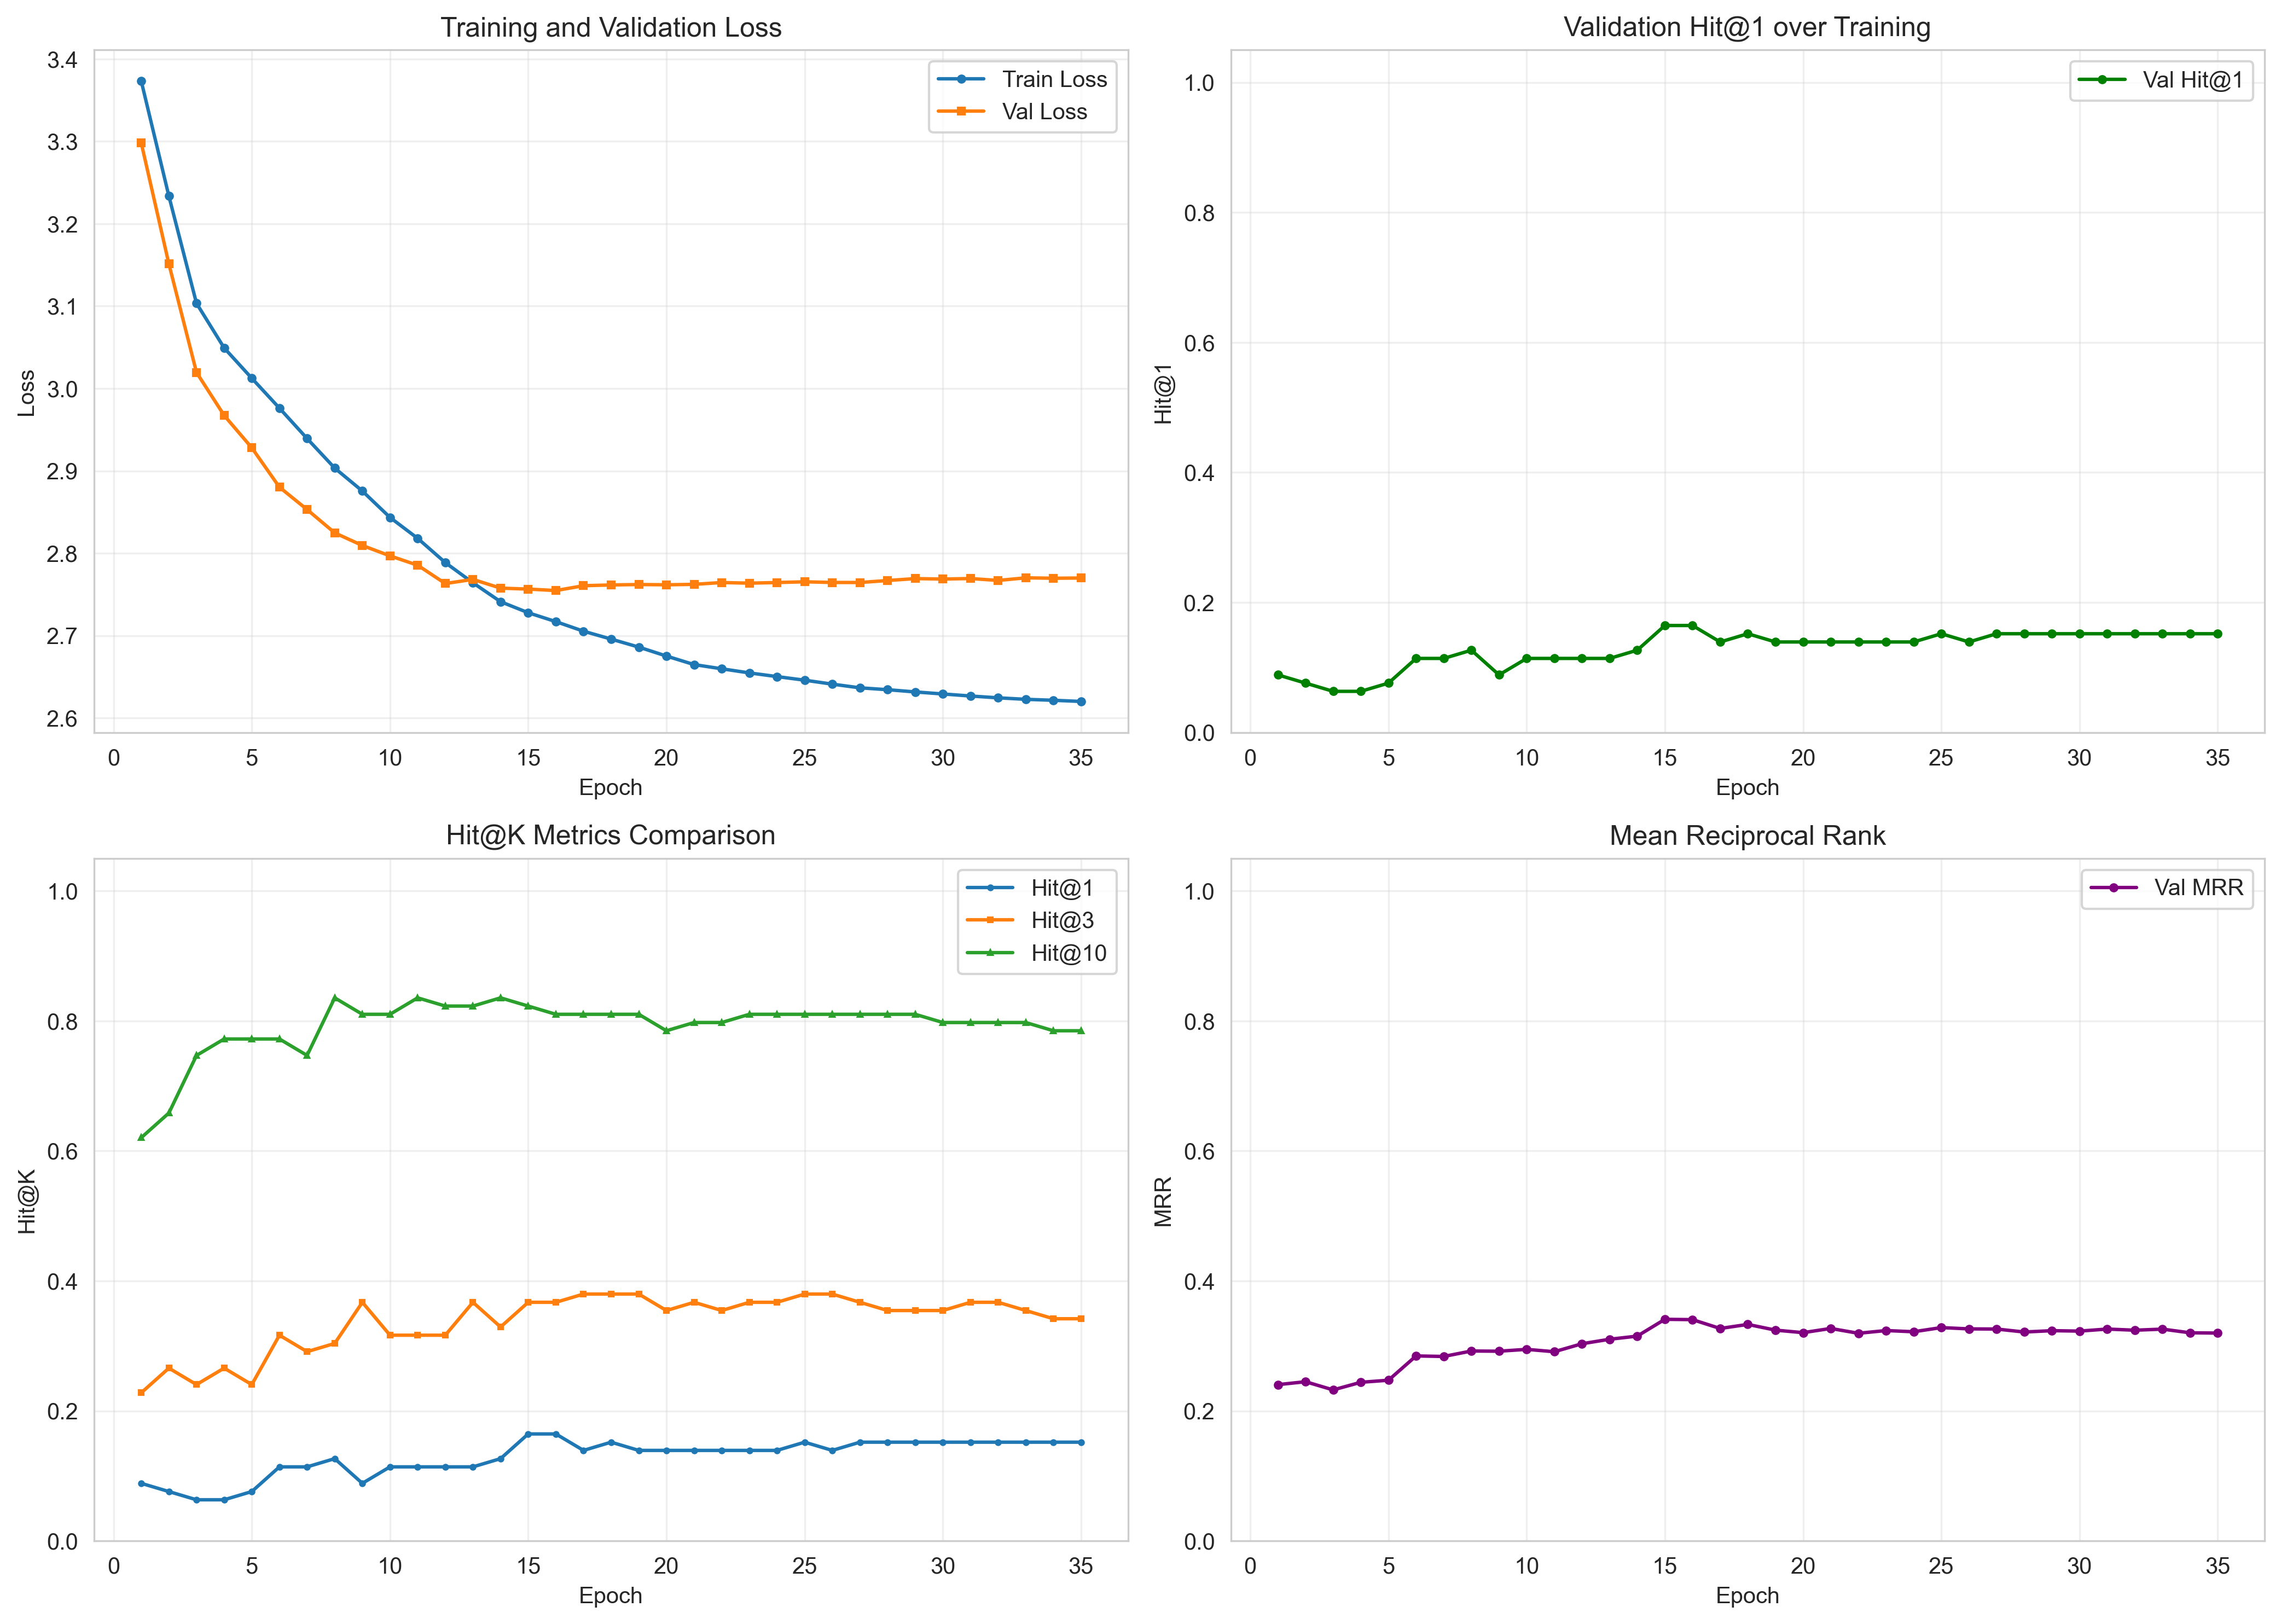 Training and Validation Loss
Train Loss
Val Loss
3.4
3.3
3.2
3.1
3.0
2.9
2.8
2.7
2.6
Loss
0 5 10 15 20 25 30 35
Epoch
Validation Hit@1 over Training
Val Hit@1
1.0
0.8
0.6
0.4
0.2
0.0
Hit@1
0 5 10 15 20 25 30 35
Epoch
Hit@K Metrics Comparison
Hit@1
Hit@3
Hit@10
1.0
0.8
0.6
0.4
0.2
0.0
Hit@K
0 5 10 15 20 25 30 35
Epoch
Mean Reciprocal Rank
Val MRR
1.0
0.8
0.6
0.4
0.2
0.0
MRR
0 5 10 15 20 25 30 35
Epoch